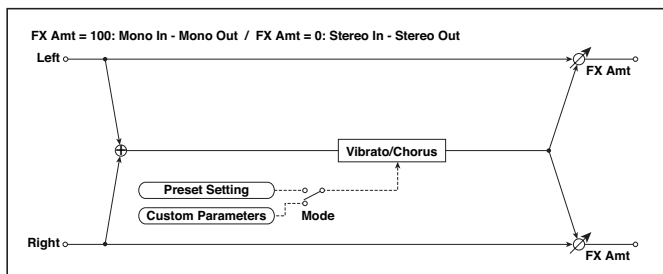 FX Amt = 100: Mono In - Mono Out / FX Amt = 0: Stereo In - Stereo Out
Left
FX Amt
Vibrato/Chorus
Preset Setting
Custom Parameters
Mode
Right
FX Amt